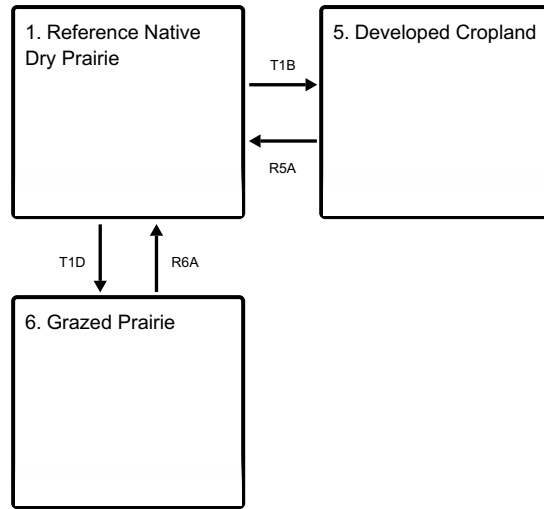 1. Reference Native
Dry Prairie
5. Developed Cropland
T1B
R5A
T1D
R6A
6. Grazed Prairie